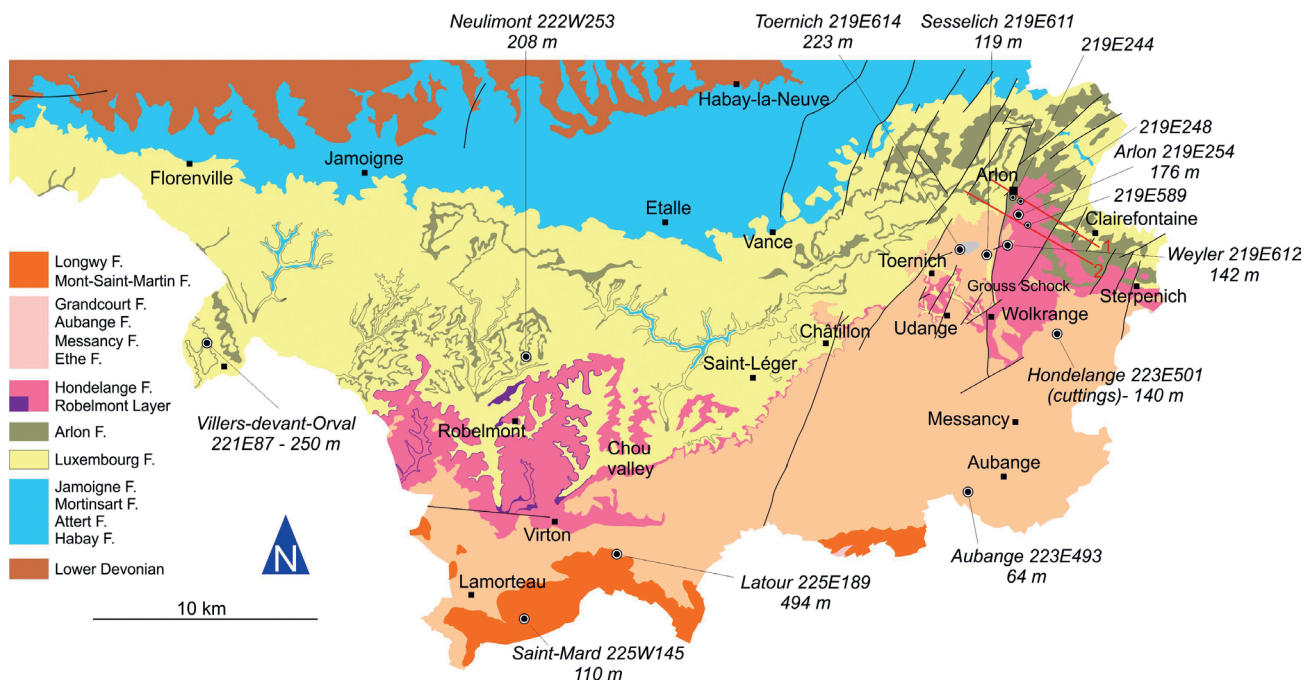 Neulimont 222W253
208 m
Toernich 219E614
223 m
Sesselich 219E611
119 m
219E244
219E248
Arlon 219E254
176 m
219E589
Weyler 219E612
142 m
Habay-la-Neuve
Florenville
Jamoigne
Etalle
Vance
Arlon
Clairefontaine
1
2
Toernich
Grouss Schock
Sterpenich
Udange
Wolkrange
Châtillon
Saint-Léger
Hondelange 223E501
(cuttings)- 140 m
Villers-devant-Orval
221E87 - 250 m
Robelmont
Chou
valley
Messancy
Aubange
Virton
Lamorteau
Latour 225E189
494 m
Aubange 223E493
64 m
Saint-Mard 225W145
110 m
Longwy F.
Mont-Saint-Martin F.
Grandcourt F.
Aubange F.
Messancy F.
Ethe F.
Hondelange F.
Robelmont Layer
Arlon F.
Luxembourg F.
Jamoigne F.
Mortinsart F.
Attert F.
Habay F.
Lower Devonian
N
10 km